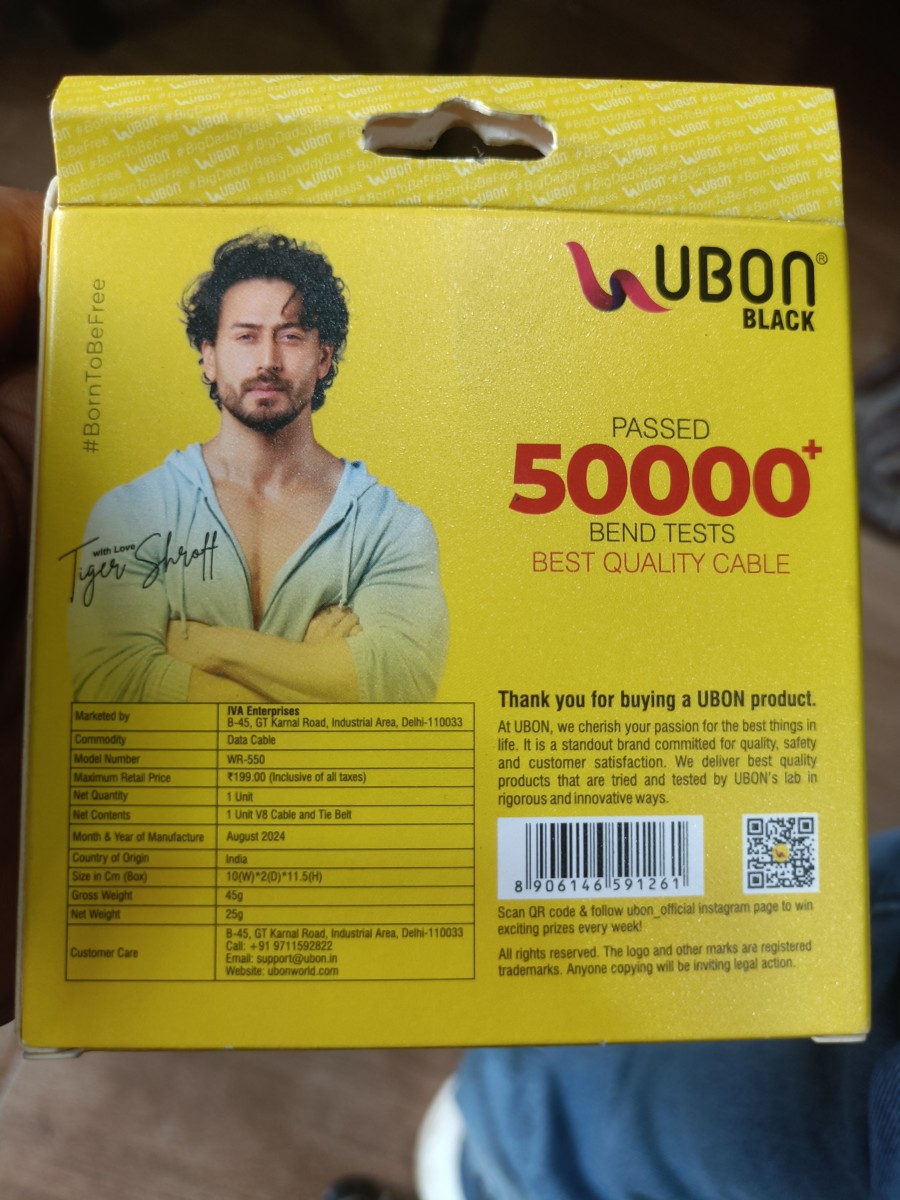 #BornToBeFree
UBON®
BLACK
PASSED
50000+
BEND TESTS
BEST QUALITY CABLE
with Love
Tiger Shroff
Marketed by IVA Enterprises
B-45, GT Karnal Road, Industrial Area, Delhi-110033
Commodity Data Cable
Model Number WR-550
Maximum Retail Price ₹199.00 (Inclusive of all taxes)
Net Quantity 1 Unit
Net Contents 1 Unit V8 Cable and Tie Belt
Month & Year of Manufacture August 2024
Country of Origin India
Size in Cm (Box) 10(W)*2(D)*11.5(H)
Gross Weight 45g
Net Weight 25g
Customer Care B-45, GT Karnal Road, Industrial Area, Delhi-110033
Call: +91 9711592822
Email: support@ubon.in
Website: ubonworld.com
Thank you for buying a UBON product.
At UBON, we cherish your passion for the best things in
life. It is a standout brand committed for quality, safety
and customer satisfaction. We deliver best quality
products that are tried and tested by UBON's lab in
rigorous and innovative ways.
8 906146 591261
Scan QR code & follow ubon_official instagram page to win
exciting prizes every week!
All rights reserved. The logo and other marks are registered
trademarks. Anyone copying will be inviting legal action.